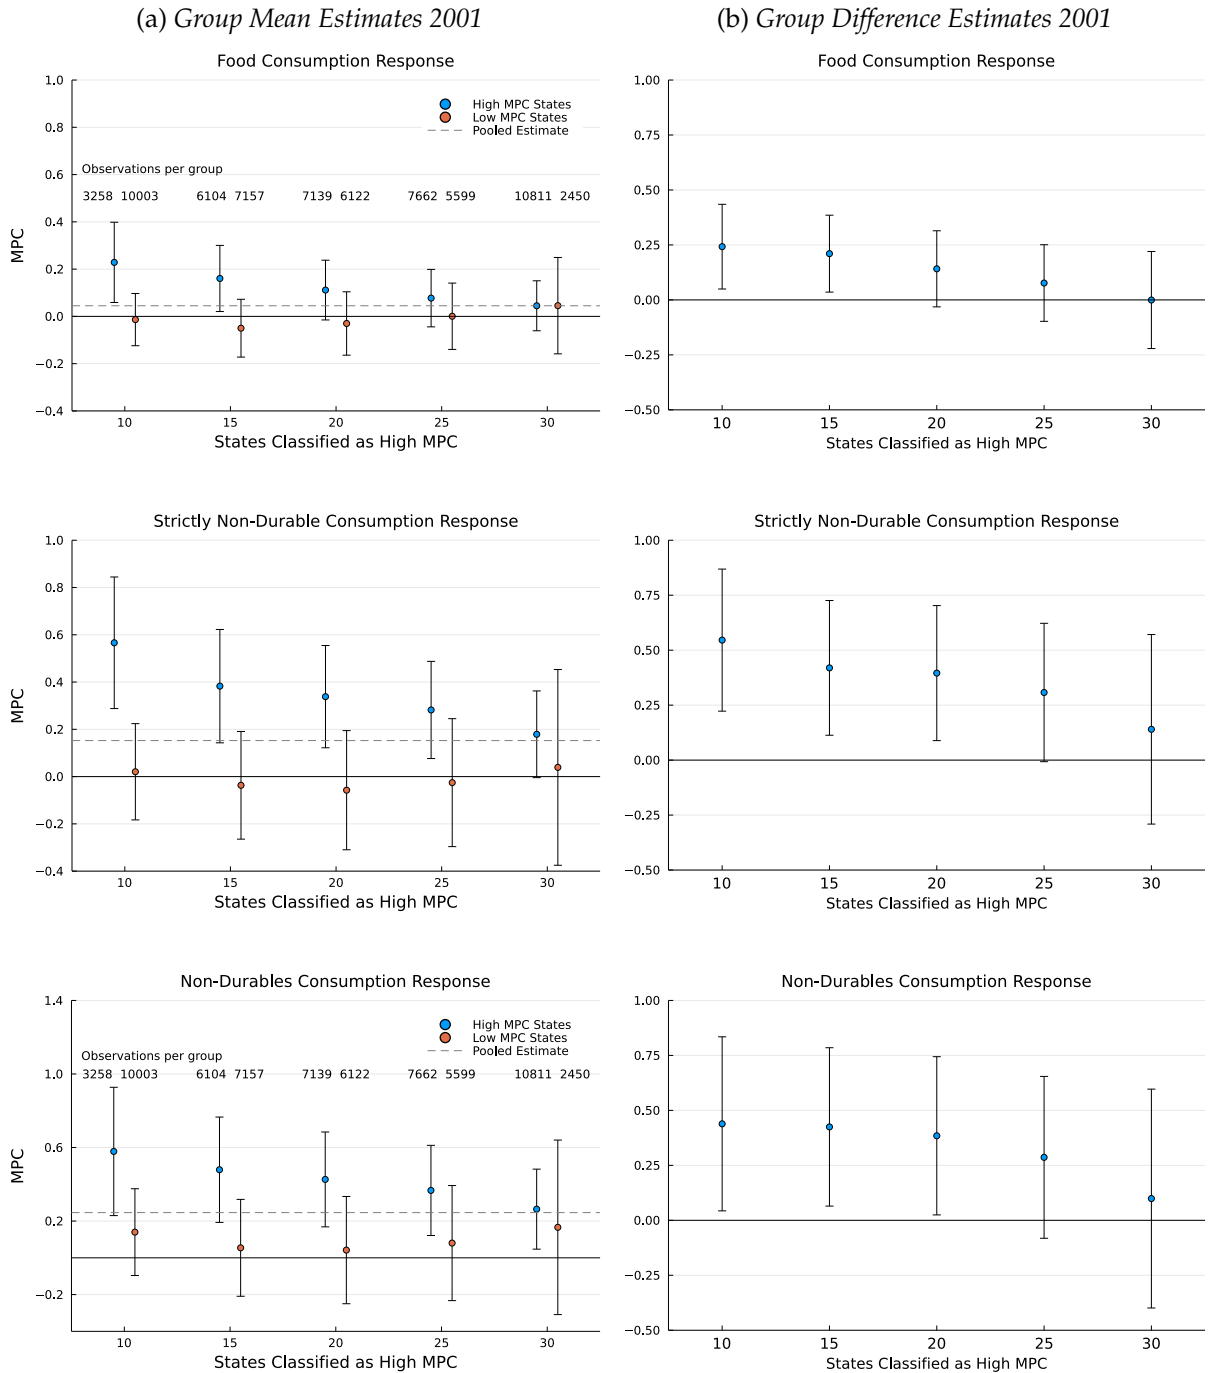 (a) Group Mean Estimates 2001
Food Consumption Response
1.0
0.8
0.6
0.4
0.2
0.0
−0.2
−0.4
MPC
High MPC States
Low MPC States
Pooled Estimate
Observations per group
3258 10003 6104 7157 7139 6122 7662 5599 10811 2450
10 15 20 25 30
States Classified as High MPC
(b) Group Difference Estimates 2001
Food Consumption Response
1.00
0.75
0.50
0.25
0.00
−0.25
−0.50
10 15 20 25 30
States Classified as High MPC
Strictly Non-Durable Consumption Response
1.0
0.8
0.6
0.4
0.2
0.0
−0.2
−0.4
MPC
10 15 20 25 30
States Classified as High MPC
Strictly Non-Durable Consumption Response
1.00
0.75
0.50
0.25
0.00
−0.25
−0.50
10 15 20 25 30
States Classified as High MPC
Non-Durables Consumption Response
1.4
1.0
0.6
0.2
−0.2
MPC
High MPC States
Low MPC States
Pooled Estimate
Observations per group
3258 10003 6104 7157 7139 6122 7662 5599 10811 2450
10 15 20 25 30
States Classified as High MPC
Non-Durables Consumption Response
1.00
0.75
0.50
0.25
0.00
−0.25
−0.50
10 15 20 25 30
States Classified as High MPC